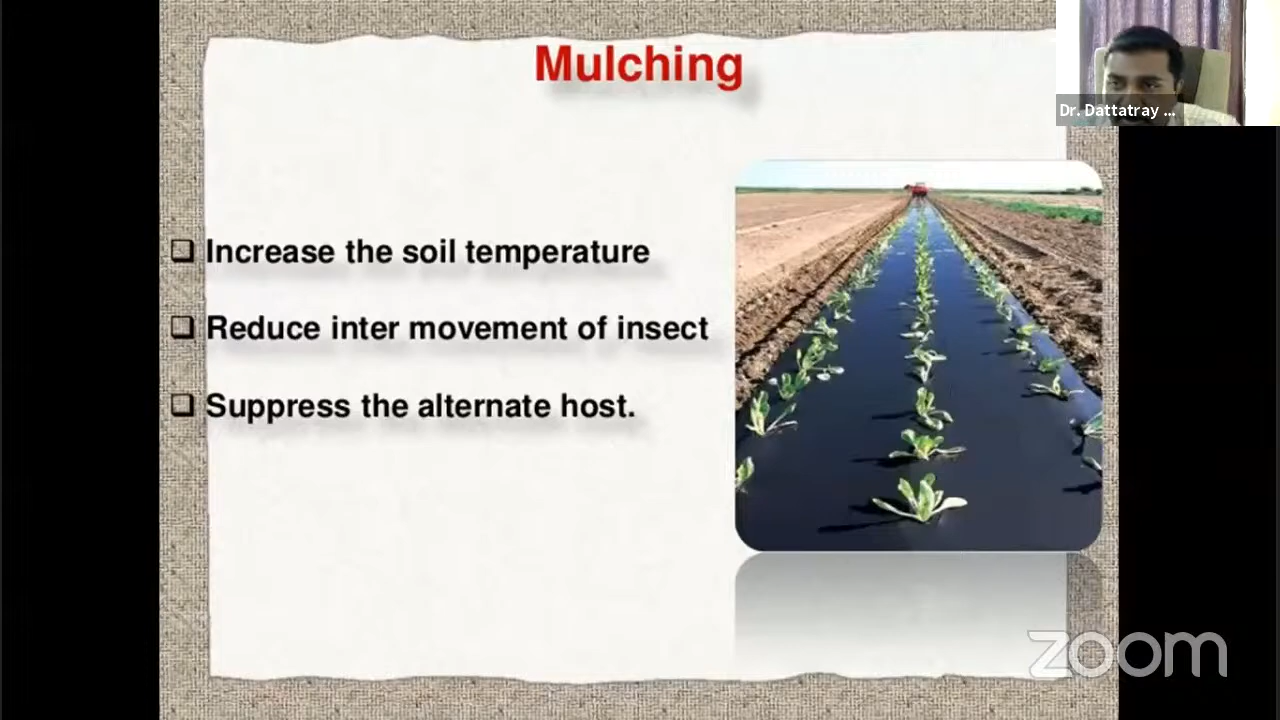 Mulching
Dr. Dattatray ...
Increase the soil temperature
Reduce inter movement of insect
Suppress the alternate host.
zoom